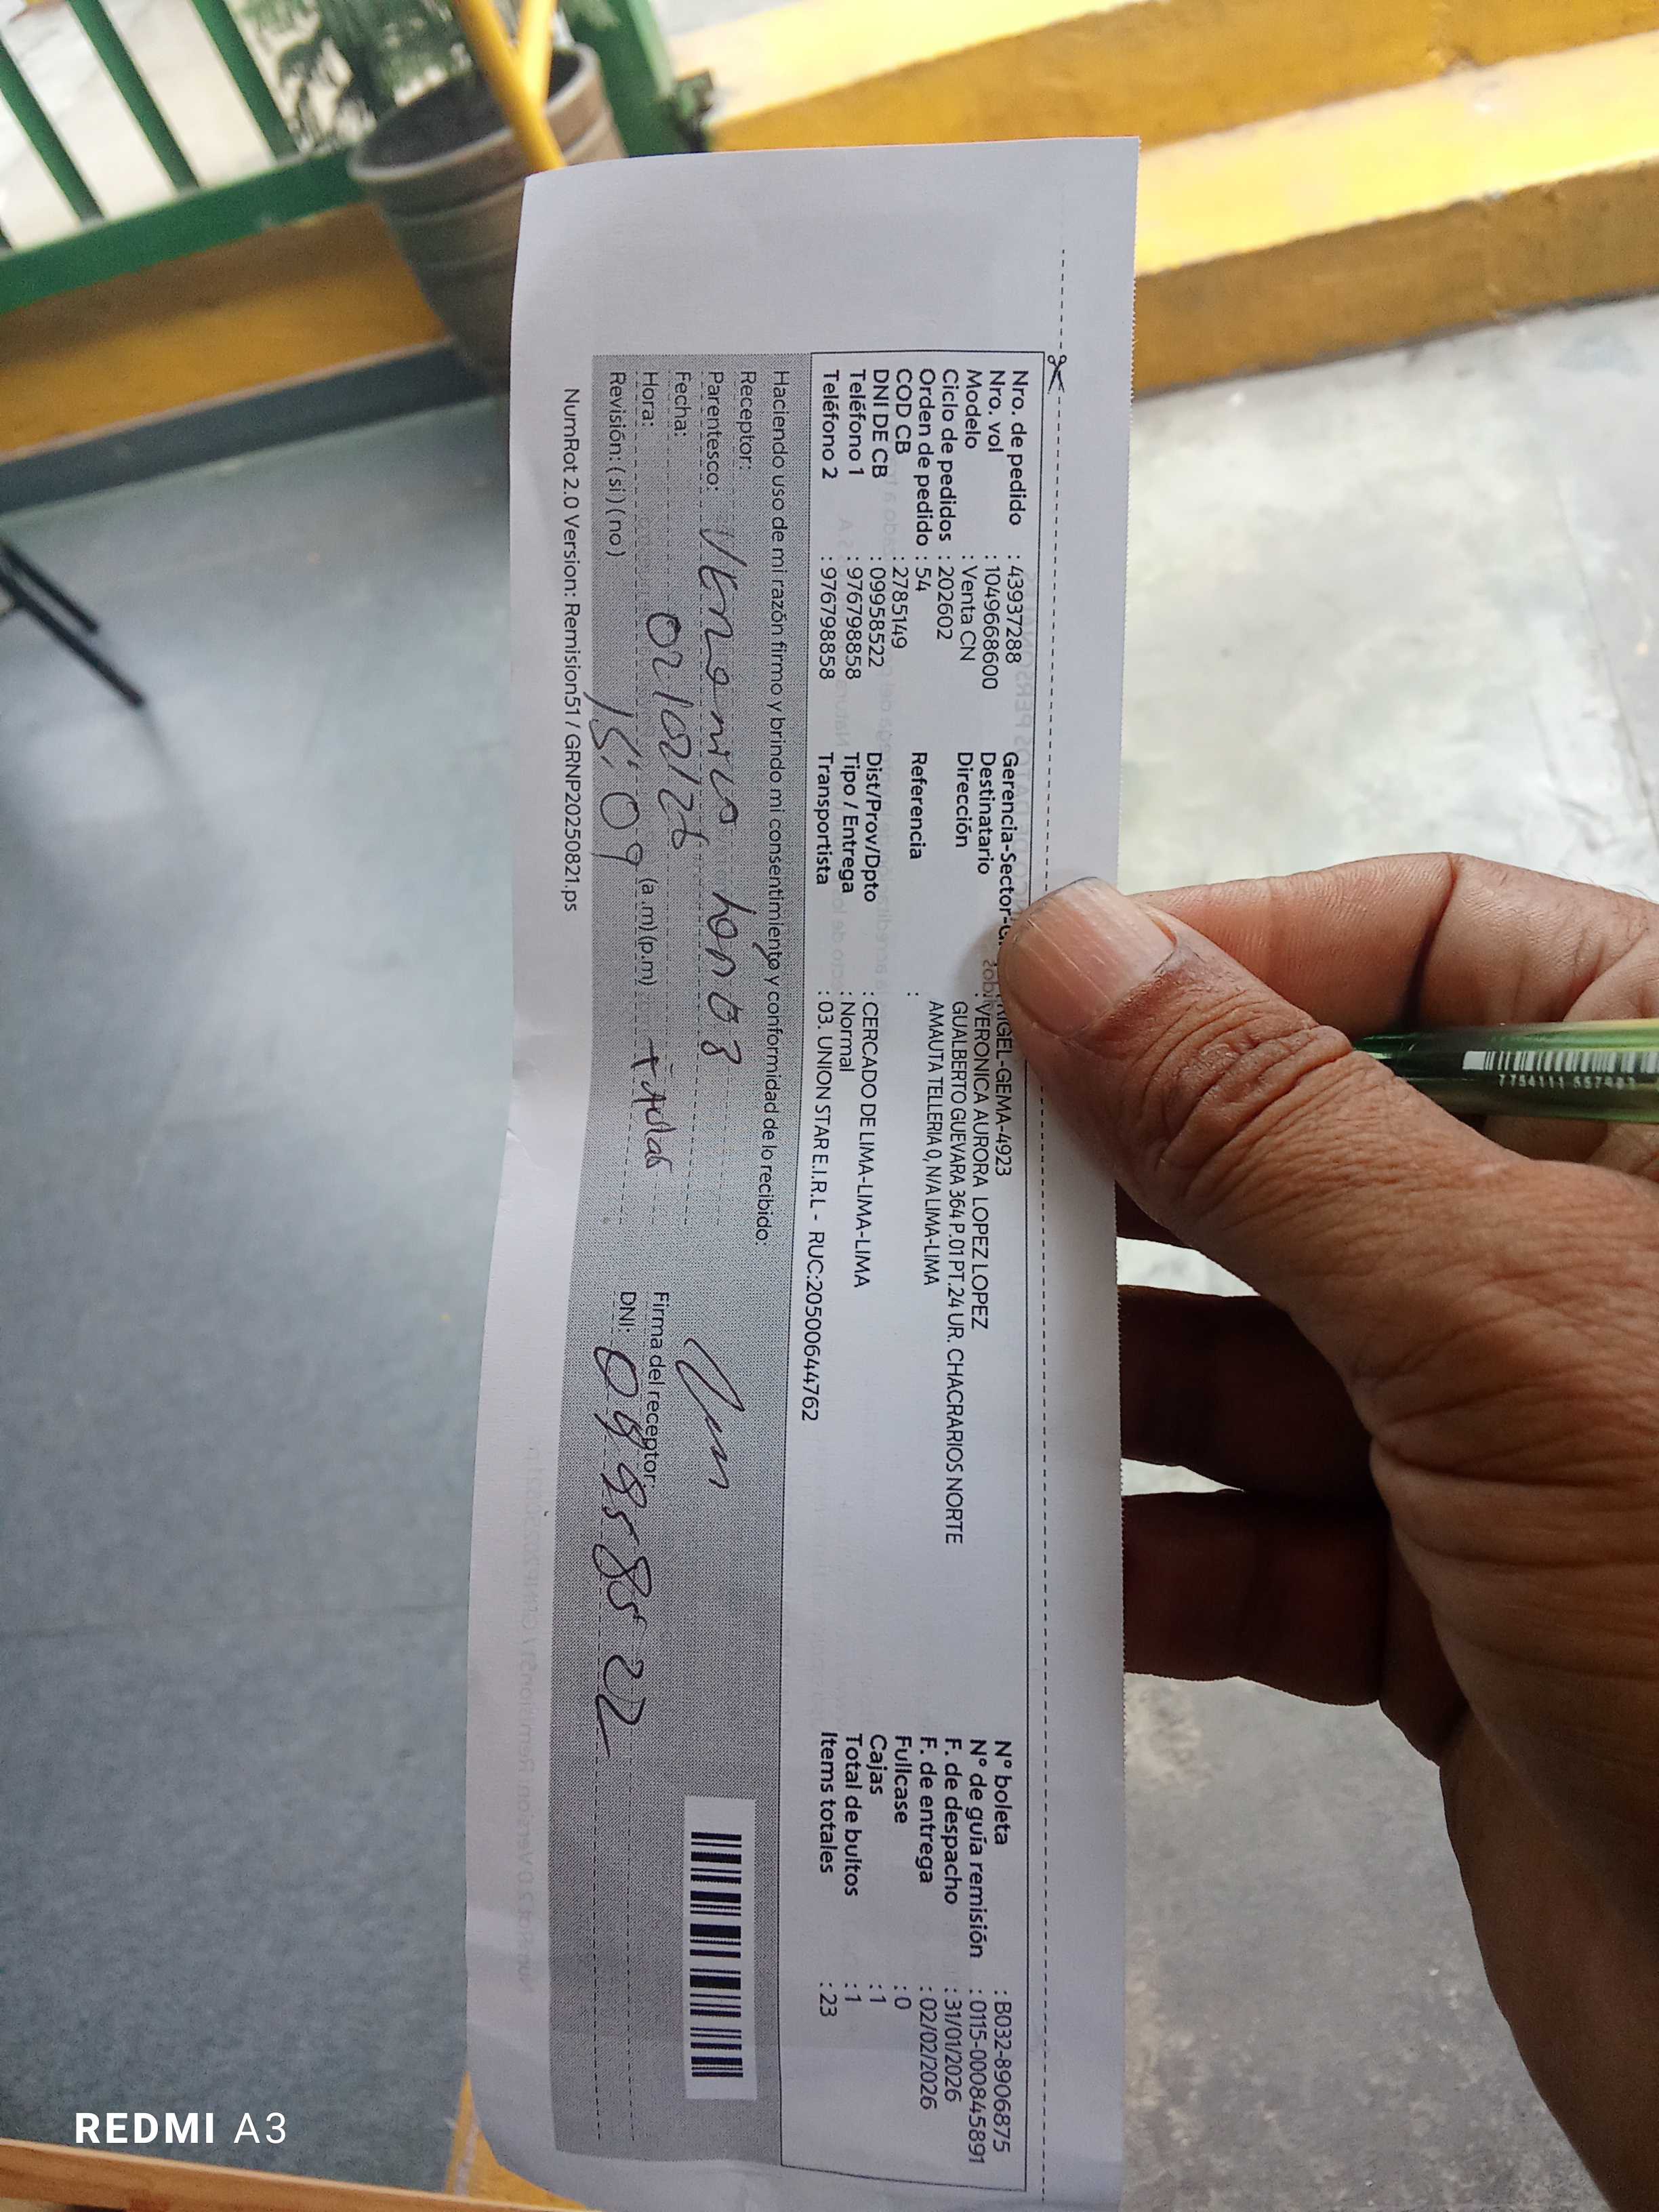 Nro. de pedido : 43937288
Nro. vol : 1049668600
Modelo : Venta CN
Ciclo de pedidos : 202602
Orden de pedido : 54
COD CB : 2785149
DNI DE CB : 09958522
Teléfono 1 : 976798858
Teléfono 2 : 976798858
Gerencia-Sector-G RIGEL-GEMA-4923
Destinatario : VERONICA AURORA LOPEZ LOPEZ
Dirección GUALBERTO GUEVARA 364 P.01 PT.24 UR. CHACRARIOS NORTE
AMAUTA TELLERIA 0, N/A LIMA-LIMA
Referencia :
Dist/Prov/Dpto : CERCADO DE LIMA-LIMA-LIMA
Tipo / Entrega : Normal
Transportista : 03. UNION STAR E.I.R.L - RUC:20500644762
N° boleta : B032-8906875
N° de guía remisión : 0115-0008458911
F. de despacho : 31/01/2026
F. de entrega : 02/02/2026
Fullcase : 0
Cajas : 1
Total de bultos : 1
Items totales : 23
Haciendo uso de mi razón firmo y brindo mi consentimiento y conformidad de lo recibido:
Receptor:
Parentesco:
Fecha: 02/02/26
Hora: 15:09 (a.m) (p.m)
Revisión: (si) (no)
Firma del receptor:
DNI: 09958522
NumRot 2.0 Version: Remision51 / GRNP20250821.ps
7754111 557983
REDMI A3